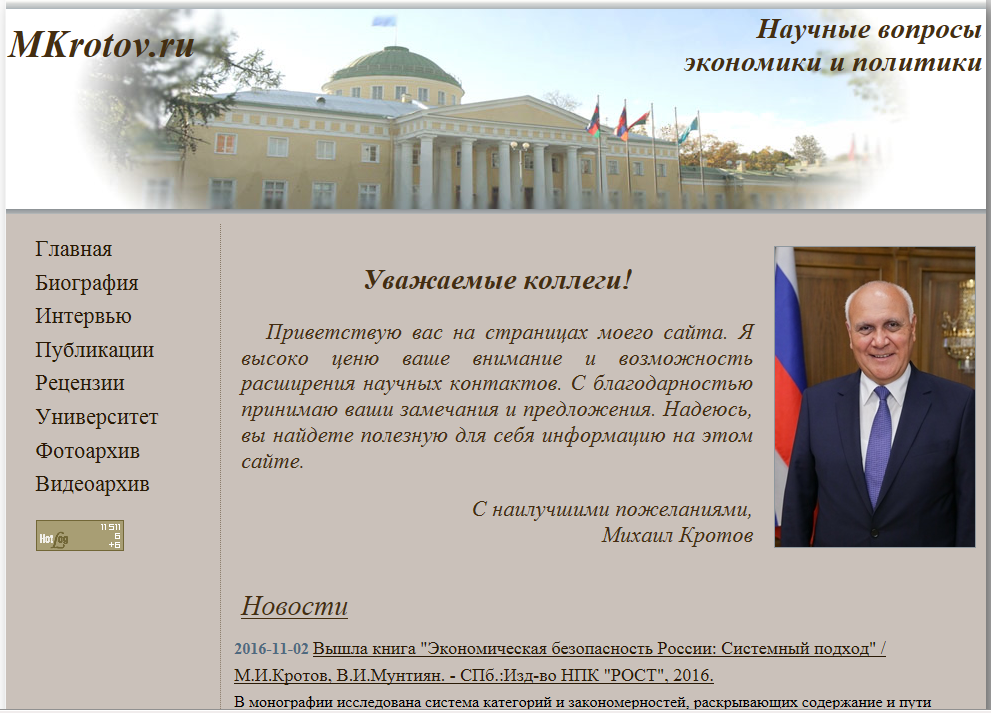 MKrotov.ru
Научные вопросы
экономики и политики
Главная
Биография
Интервью
Публикации
Рецензии
Университет
Фотоархив
Видеоархив
HotLog
11 511
6
+6
Уважаемые коллеги!
Приветствую вас на страницах моего сайта. Я
высоко ценю ваше внимание и возможность
расширения научных контактов. С благодарностью
принимаю ваши замечания и предложения. Надеюсь,
вы найдете полезную для себя информацию на этом
сайте.
С наилучшими пожеланиями,
Михаил Кротов
Новости
2016-11-02 Вышла книга "Экономическая безопасность России: Системный подход" /
М.И.Кротов, В.И.Мунтиян. - СПб.:Изд-во НПК "РОСТ", 2016.
В монографии исследована система категорий и закономерностей, раскрывающих содержание и пути